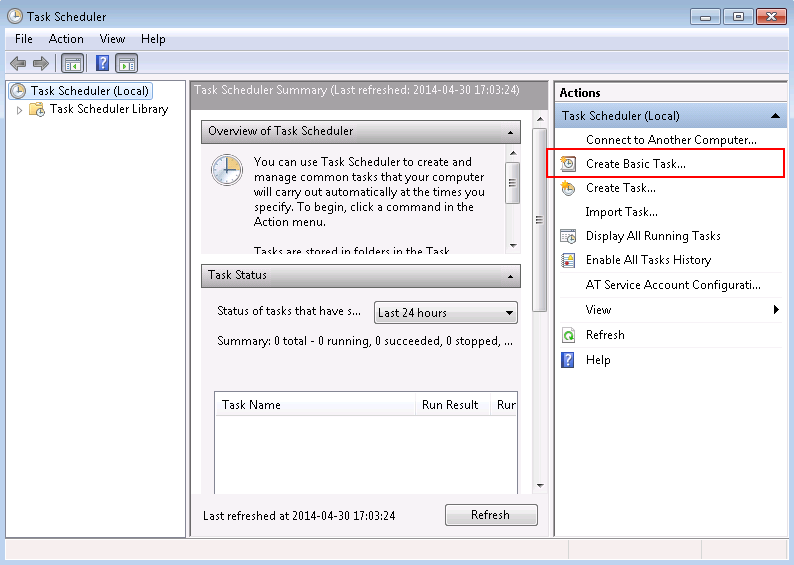 Task Scheduler
File Action View Help
Task Scheduler (Local)
Task Scheduler Library
Task Scheduler Summary (Last refreshed: 2014-04-30 17:03:24)
Overview of Task Scheduler
You can use Task Scheduler to create and
manage common tasks that your computer
will carry out automatically at the times you
specify. To begin, click a command in the
Action menu.
Tasks are stored in folders in the Task
Task Status
Status of tasks that have s...
Last 24 hours
Summary: 0 total - 0 running, 0 succeeded, 0 stopped, ...
Task Name Run Result Run
Last refreshed at 2014-04-30 17:03:24
Refresh
Actions
Task Scheduler (Local)
Connect to Another Computer...
Create Basic Task...
Create Task...
Import Task...
Display All Running Tasks
Enable All Tasks History
AT Service Account Configurati...
View
Refresh
Help